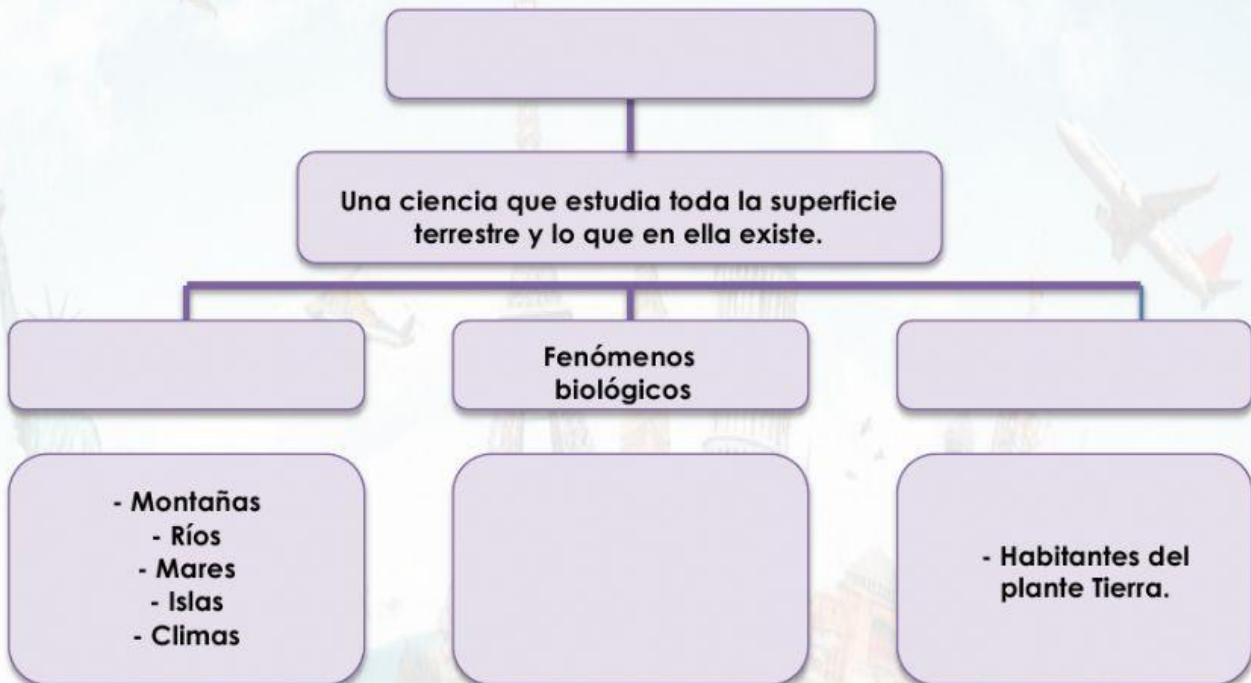 Una ciencia que estudia toda la superficie
terrestre y lo que en ella existe.
Fenómenos
biológicos
- Montañas
- Ríos
- Mares
- Islas
- Climas
- Habitantes del
plante Tierra.